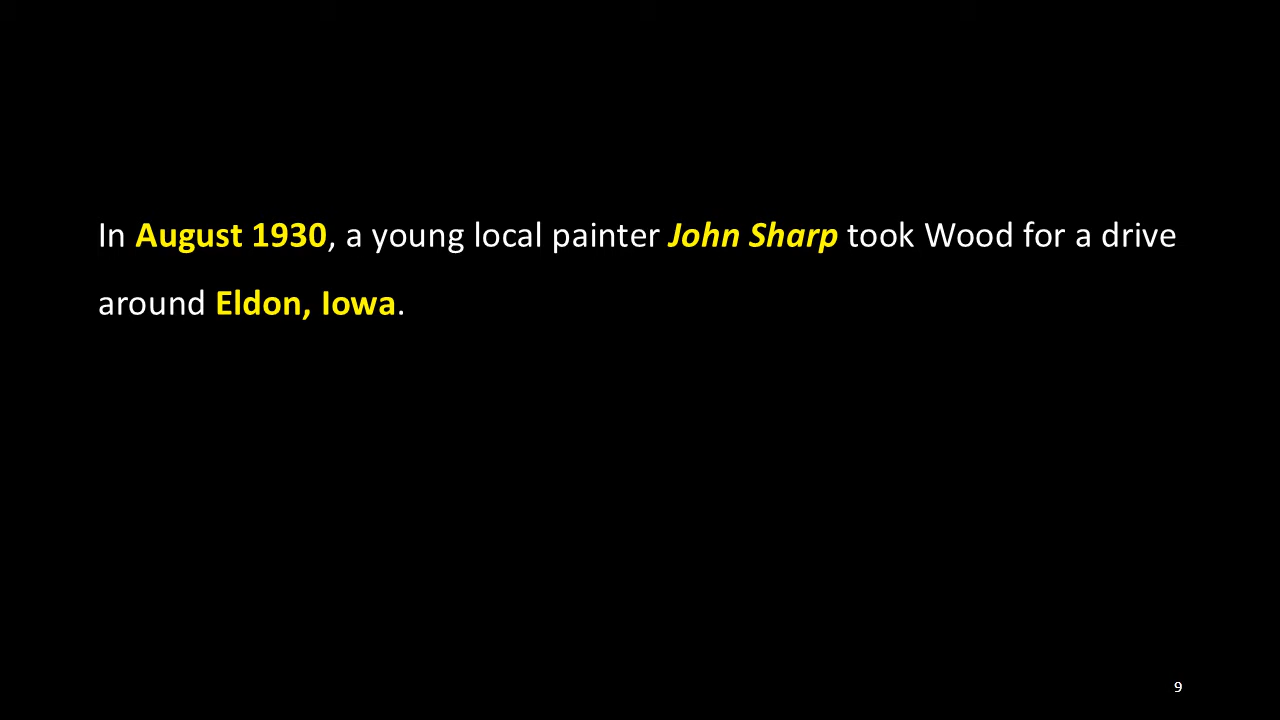 In August 1930, a young local painter John Sharp took Wood for a drive
around Eldon, Iowa.
9